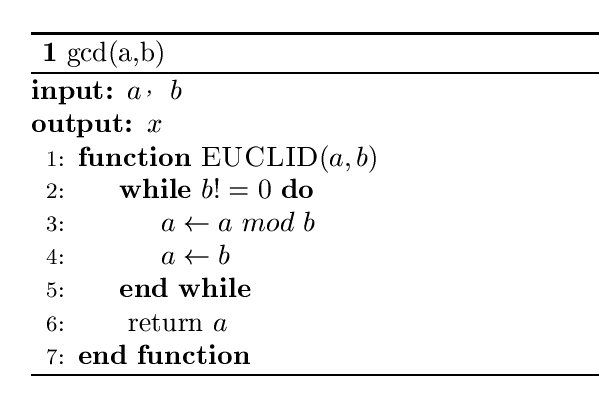 1 gcd(a,b)
input: a, b
output: x
1: function EUCLID(a, b)
2: while b! = 0 do
3: a ← a mod b
4: a ← b
5: end while
6: return a
7: end function